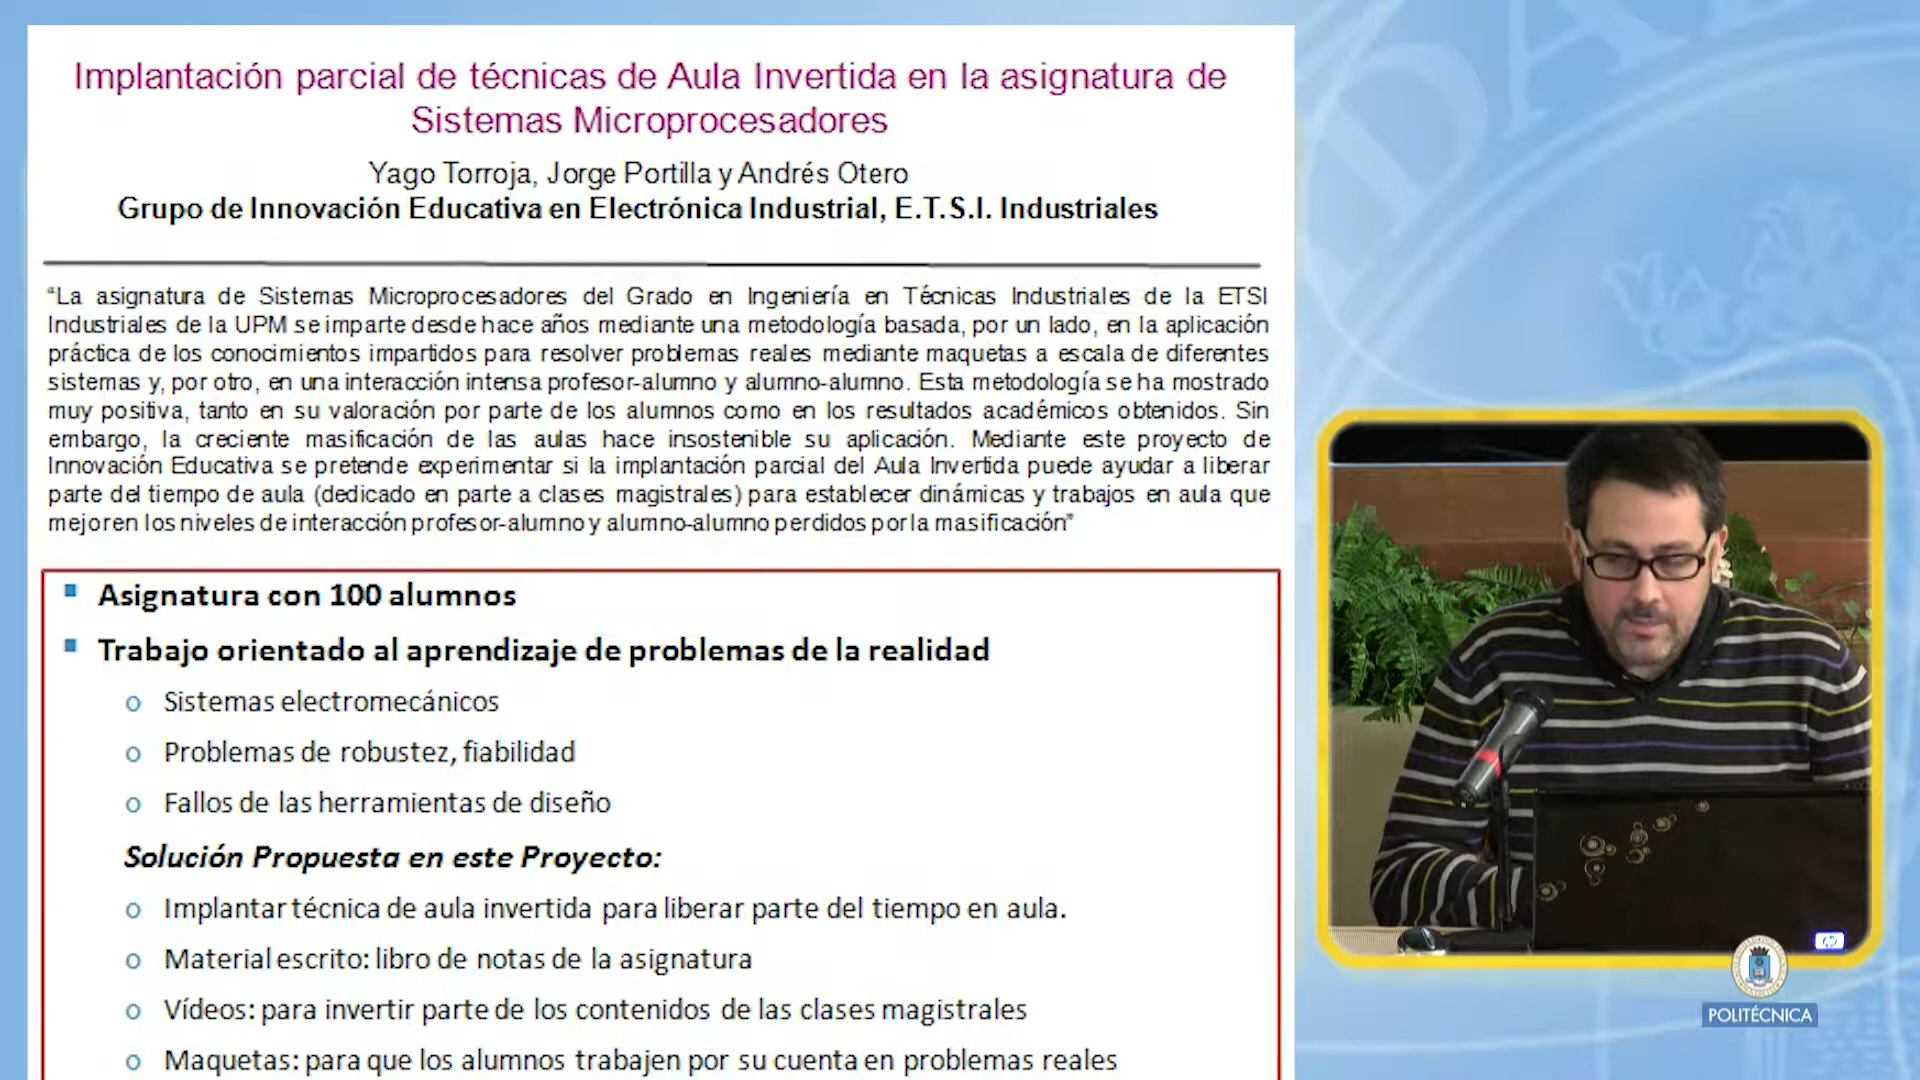 Implantación parcial de técnicas de Aula Invertida en la asignatura de
Sistemas Microprocesadores
Yago Torroja, Jorge Portilla y Andrés Otero
Grupo de Innovación Educativa en Electrónica Industrial, E.T.S.I. Industriales
“La asignatura de Sistemas Microprocesadores del Grado en Ingeniería en Técnicas Industriales de la ETSI
Industriales de la UPM se imparte desde hace años mediante una metodología basada, por un lado, en la aplicación
práctica de los conocimientos impartidos para resolver problemas reales mediante maquetas a escala de diferentes
sistemas y, por otro, en una interacción intensa profesor-alumno y alumno-alumno. Esta metodología se ha mostrado
muy positiva, tanto en su valoración por parte de los alumnos como en los resultados académicos obtenidos. Sin
embargo, la creciente masificación de las aulas hace insostenible su aplicación. Mediante este proyecto de
Innovación Educativa se pretende experimentar si la implantación parcial del Aula Invertida puede ayudar a liberar
parte del tiempo de aula (dedicado en parte a clases magistrales) para establecer dinámicas y trabajos en aula que
mejoren los niveles de interacción profesor-alumno y alumno-alumno perdidos por la masificación”
Asignatura con 100 alumnos
Trabajo orientado al aprendizaje de problemas de la realidad
o Sistemas electromecánicos
o Problemas de robustez, fiabilidad
o Fallos de las herramientas de diseño
Solución Propuesta en este Proyecto:
o Implantar técnica de aula invertida para liberar parte del tiempo en aula.
o Material escrito: libro de notas de la asignatura
o Vídeos: para invertir parte de los contenidos de las clases magistrales
o Maquetas: para que los alumnos trabajen por su cuenta en problemas reales
hp
POLITÉCNICA